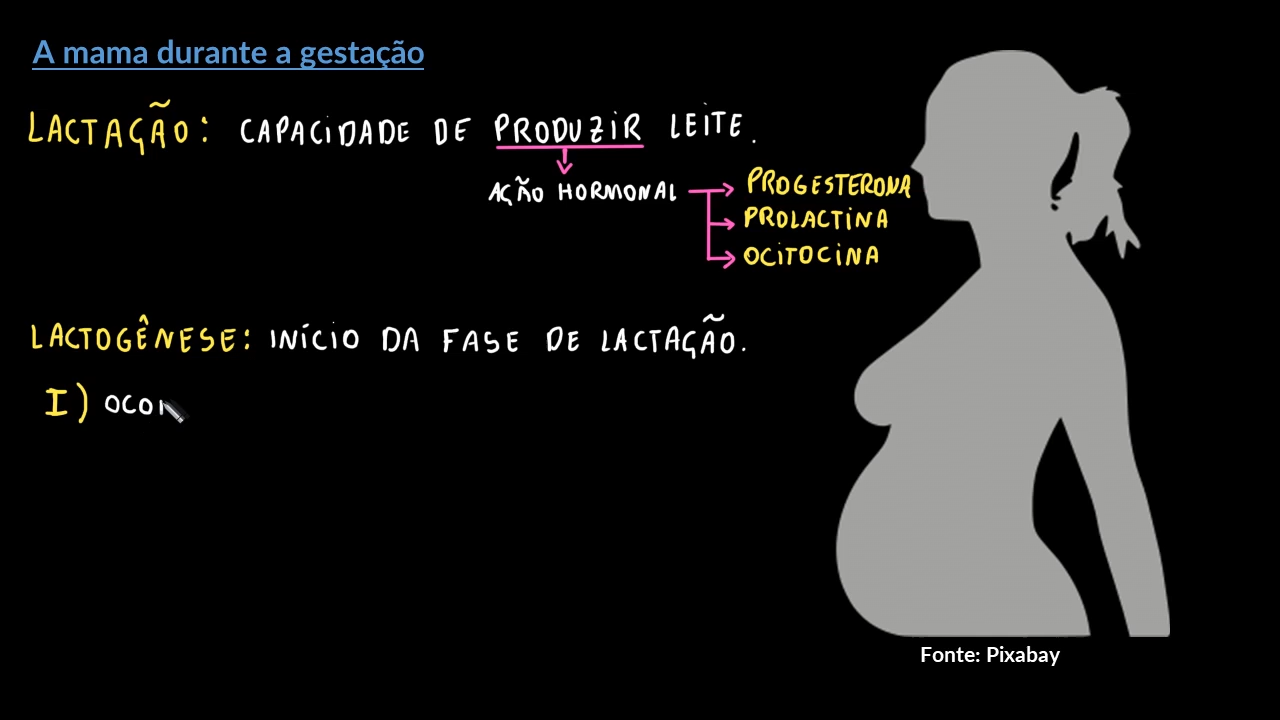 A mama durante a gestação
LACTAÇÃO: CAPACIDADE DE PRODUZIR LEITE.
AÇÃO HORMONAL
PROGESTERONA
PROLACTINA
OCITOCINA
LACTOGÊNESE: INÍCIO DA FASE DE LACTAÇÃO.
I)
Fonte: Pixabay